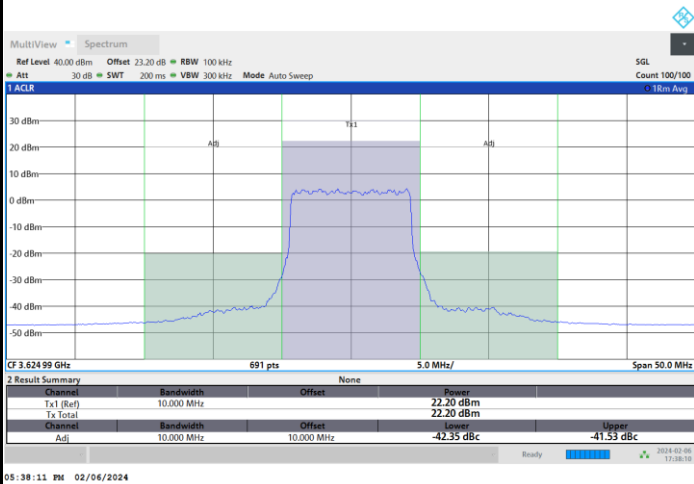 MultiView Spectrum
Ref Level 40.00 dBm Offset 23.20 dB RBW 100 kHz SGL
Att 30 dB SWT 200 ms VBW 300 kHz Mode Auto Sweep Count 100/100
1 ACLR 1Rm Avg
30 dBm
Tx1
20 dBm Adj Adj
10 dBm
0 dBm
-10 dBm
-20 dBm
-30 dBm
-40 dBm
-50 dBm
CF 3.62499 GHz 691 pts 5.0 MHz/ Span 50.0 MHz
2 Result Summary None
Channel Bandwidth Offset Power
Tx1 (Ref) 10.000 MHz 22.20 dBm
Tx Total 22.20 dBm
Channel Bandwidth Offset Lower Upper
Adj 10.000 MHz 10.000 MHz -42.35 dBc -41.53 dBc
Ready 2024-02-06
17:38:10
05:38:11 PM 02/06/2024